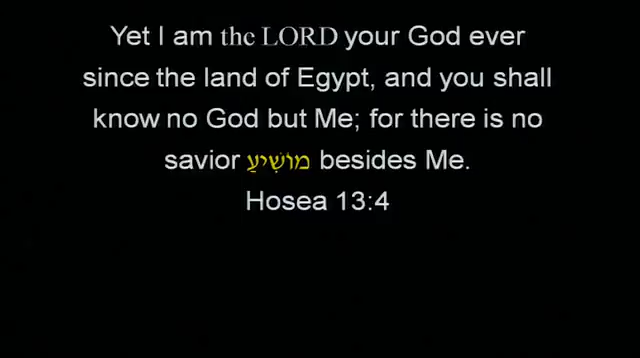 Yet I am the LORD your God ever
since the land of Egypt, and you shall
know no God but Me; for there is no
savior מוֹשִׁיעַ besides Me.
Hosea 13:4